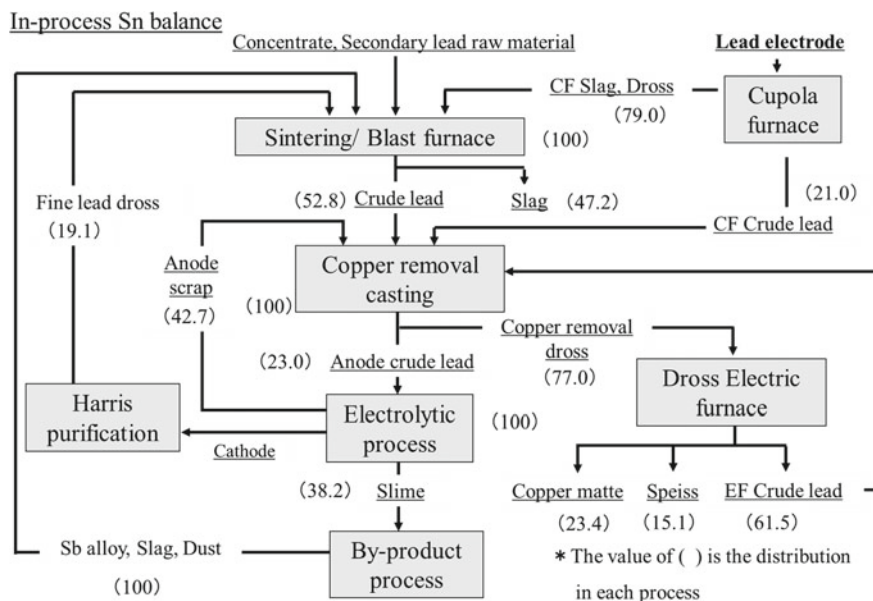 In-process Sn balance
Concentrate, Secondary lead raw material
Lead electrode
CF Slag, Dross
(79.0)
Cupola
furnace
Sintering/ Blast furnace
(100)
Fine lead dross
(19.1)
(52.8)
Crude lead
Slag
(47.2)
(21.0)
CF Crude lead
Anode
scrap
(42.7)
Copper removal
casting
(100)
Copper removal
dross
(77.0)
(23.0)
Anode crude lead
Dross Electric
furnace
Harris
purification
Electrolytic
process
(100)
Cathode
(38.2)
Slime
Copper matte
(23.4)
Speiss
(15.1)
EF Crude lead
(61.5)
Sb alloy, Slag, Dust
(100)
By-product
process
* The value of ( ) is the distribution
in each process